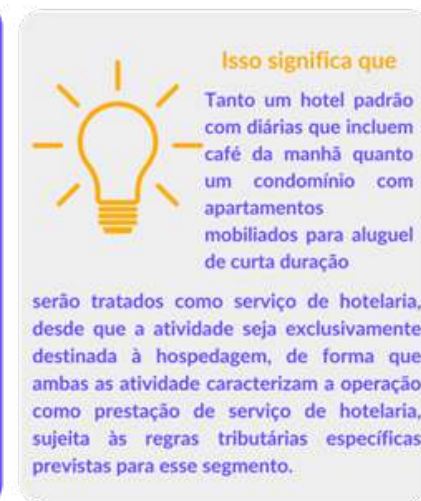 Isso significa que
Tanto um hotel padrão
com diárias que incluem
café da manhã quanto
um condomínio com
apartamentos
mobiliados para aluguel
de curta duração
serão tratados como serviço de hotelaria,
desde que a atividade seja exclusivamente
destinada à hospedagem, de forma que
ambas as atividade caracterizam a operação
como prestação de serviço de hotelaria,
sujeita às regras tributárias específicas
previstas para esse segmento.